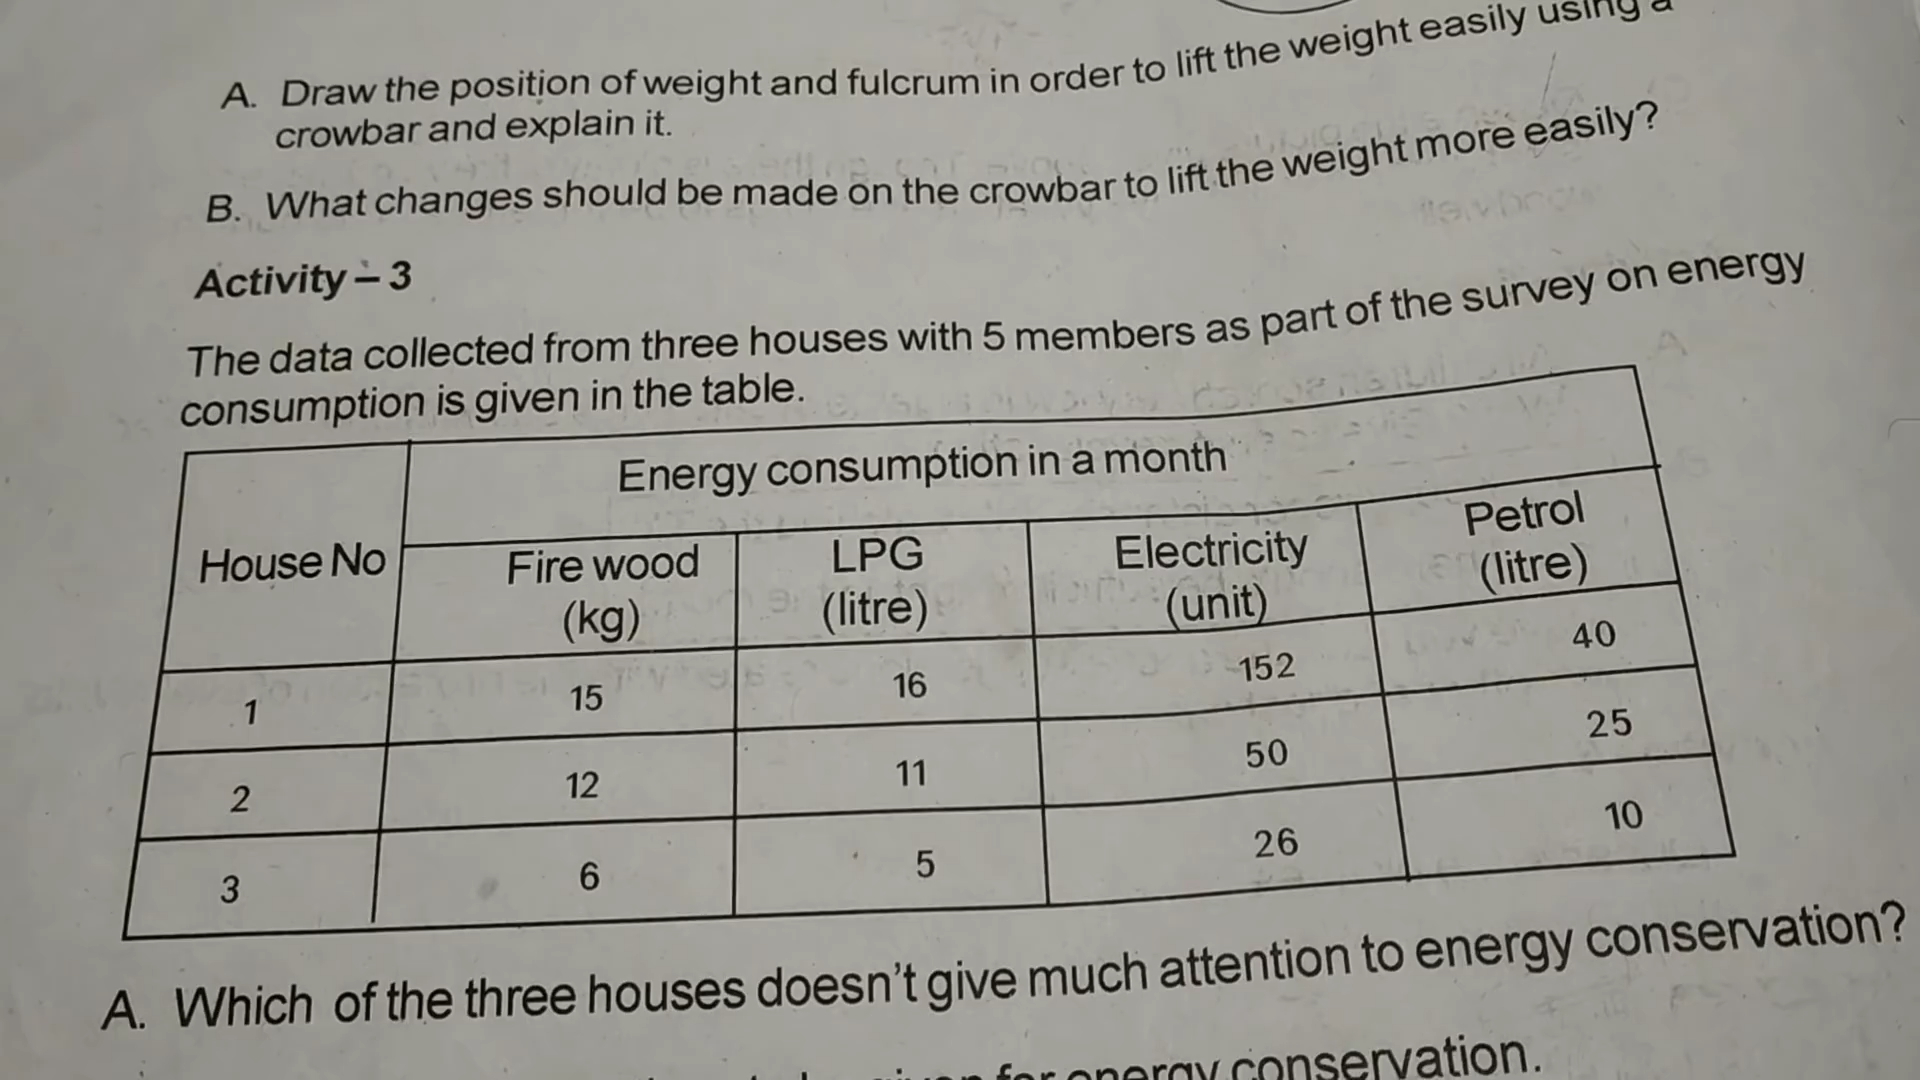 A. Draw the position of weight and fulcrum in order to lift the weight easily using a
crowbar and explain it.
B. What changes should be made on the crowbar to lift the weight more easily?
Activity – 3
The data collected from three houses with 5 members as part of the survey on energy
consumption is given in the table.
House No
Energy consumption in a month
Fire wood (kg) LPG (litre) Electricity (unit) Petrol (litre)
1 15 16 152 40
2 12 11 50 25
3 6 5 26 10
A. Which of the three houses doesn't give much attention to energy conservation?
for energy conservation.